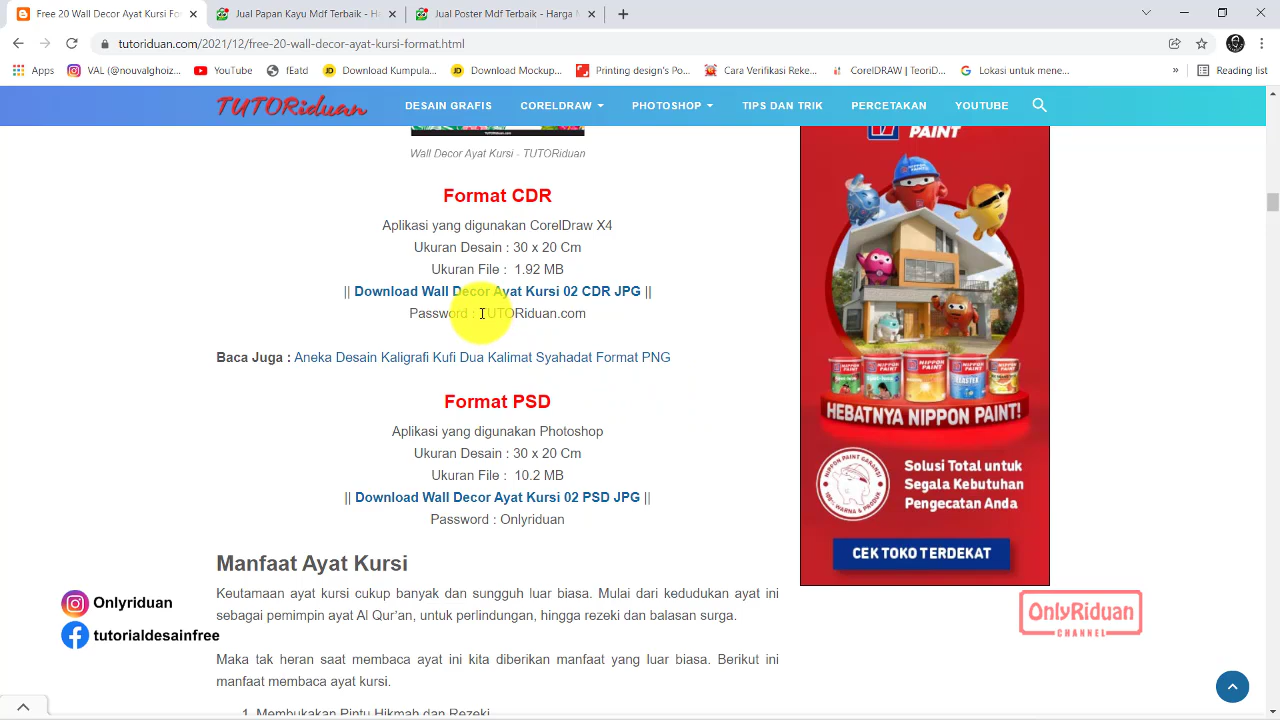 Free 20 Wall Decor Ayat Kursi Fo
Jual Papan Kayu Mdf Terbaik - Ha
Jual Poster Mdf Terbaik - Harga M
tutoriduan.com/2021/12/free-20-wall-decor-ayat-kursi-format.html
Apps
VAL (@nouvalghoiz...
YouTube
fEatd
Download Kumpula...
Download Mockup...
Printing design's Po...
Cara Verifikasi Reke...
CorelDRAW | TeoriD...
Lokasi untuk mene...
»
Reading list
TUTORiduan
DESAIN GRAFIS
CORELDRAW
PHOTOSHOP
TIPS DAN TRIK
PERCETAKAN
YOUTUBE
Wall Decor Ayat Kursi - TUTORiduan
Format CDR
Aplikasi yang digunakan CorelDraw X4
Ukuran Desain : 30 x 20 Cm
Ukuran File : 1.92 MB
|| Download Wall Decor Ayat Kursi 02 CDR JPG ||
Password : TUTORiduan.com
Baca Juga : Aneka Desain Kaligrafi Kufi Dua Kalimat Syahadat Format PNG
Format PSD
Aplikasi yang digunakan Photoshop
Ukuran Desain : 30 x 20 Cm
Ukuran File : 10.2 MB
|| Download Wall Decor Ayat Kursi 02 PSD JPG ||
Password : Onlyriduan
Manfaat Ayat Kursi
Keutamaan ayat kursi cukup banyak dan sungguh luar biasa. Mulai dari kedudukan ayat ini
sebagai pemimpin ayat Al Qur'an, untuk perlindungan, hingga rezeki dan balasan surga.
Maka tak heran saat membaca ayat ini kita diberikan manfaat yang luar biasa. Berikut ini
manfaat membaca ayat kursi.
1. Membukakan Pintu Hikmah dan Rezeki
PAINT
HEBATNYA NIPPON PAINT!
Solusi Total untuk
Segala Kebutuhan
Pengecatan Anda
CEK TOKO TERDEKAT
Onlyriduan
tutorialdesainfree
OnlyRiduan
CHANNEL